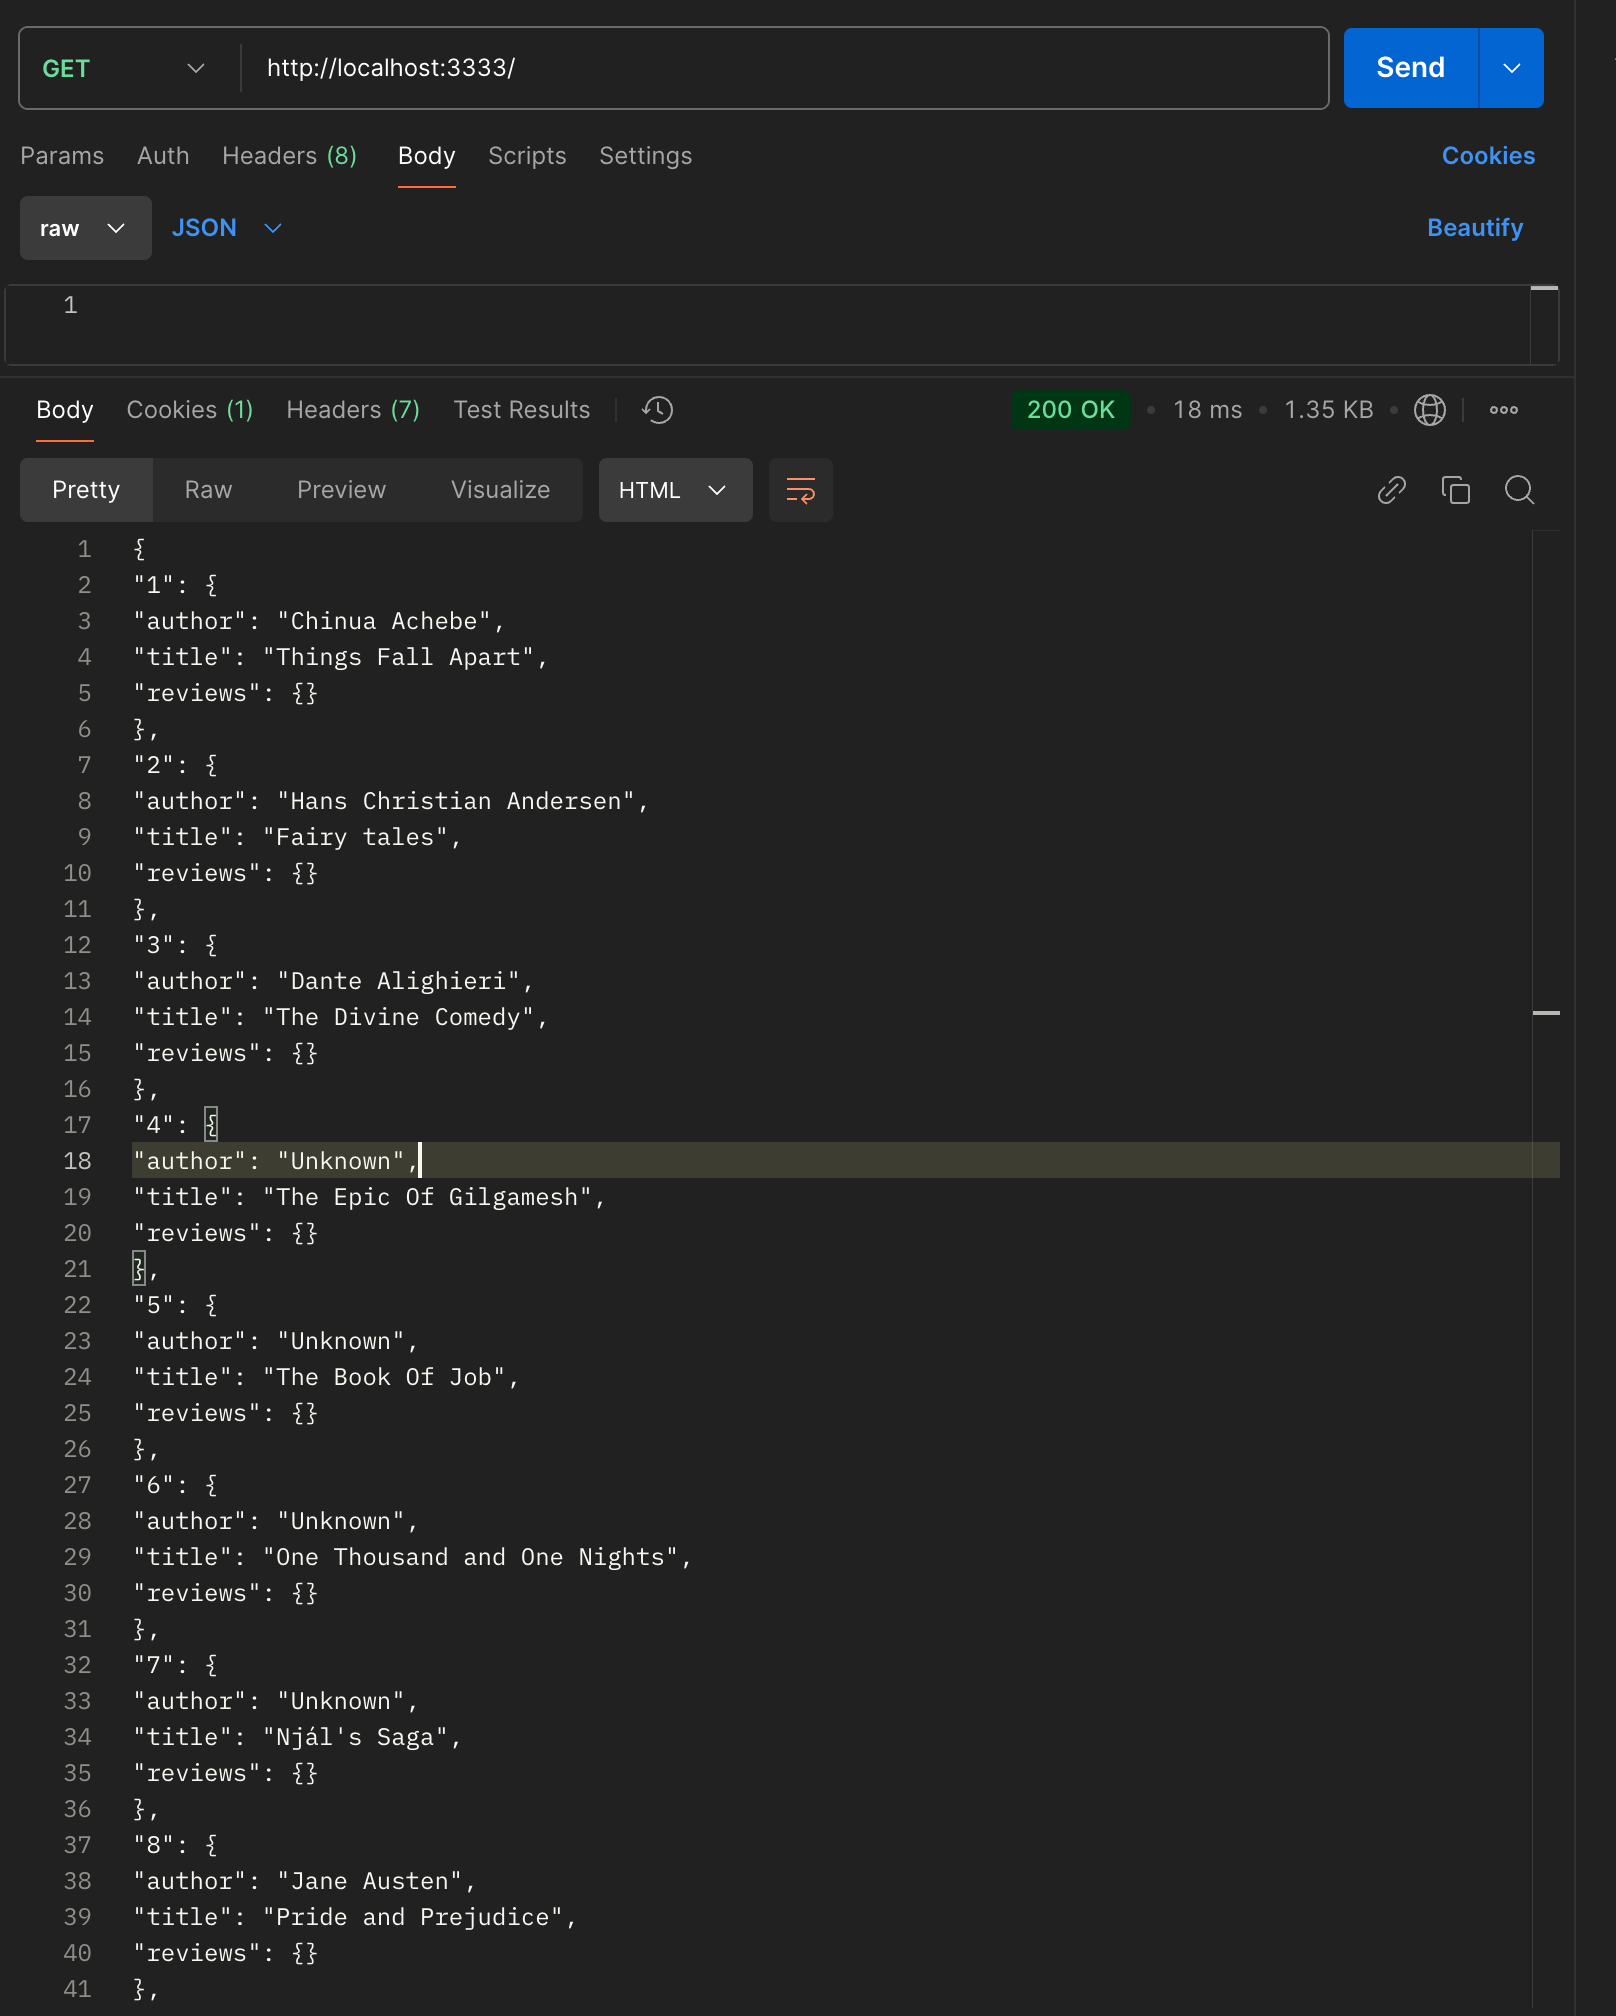 GET http://localhost:3333/ Send
Params Auth Headers (8) Body Scripts Settings Cookies
raw JSON Beautify
1
Body Cookies (1) Headers (7) Test Results 200 OK • 18 ms • 1.35 KB •
Pretty Raw Preview Visualize HTML
1 {
2 "1": {
3 "author": "Chinua Achebe",
4 "title": "Things Fall Apart",
5 "reviews": {}
6 },
7 "2": {
8 "author": "Hans Christian Andersen",
9 "title": "Fairy tales",
10 "reviews": {}
11 },
12 "3": {
13 "author": "Dante Alighieri",
14 "title": "The Divine Comedy",
15 "reviews": {}
16 },
17 "4": {
18 "author": "Unknown",
19 "title": "The Epic Of Gilgamesh",
20 "reviews": {}
21 },
22 "5": {
23 "author": "Unknown",
24 "title": "The Book Of Job",
25 "reviews": {}
26 },
27 "6": {
28 "author": "Unknown",
29 "title": "One Thousand and One Nights",
30 "reviews": {}
31 },
32 "7": {
33 "author": "Unknown",
34 "title": "Njál's Saga",
35 "reviews": {}
36 },
37 "8": {
38 "author": "Jane Austen",
39 "title": "Pride and Prejudice",
40 "reviews": {}
41 },